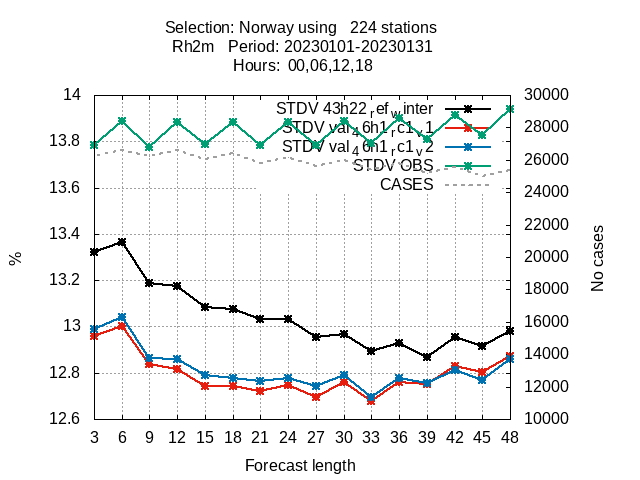 Selection: Norway using 224 stations
Rh2m Period: 20230101-20230131
Hours: 00,06,12,18
14 30000
STDV 43h22_ref_winter
STDV val_46h1_rc1_v1
STDV val_46h1_rc1_v2
STDV OBS
CASES
13.8 28000
13.6 26000
24000
13.4 22000
13.2 20000
18000
13 16000
14000
12.8 12000
12.6 10000
%
No cases
3 6 9 12 15 18 21 24 27 30 33 36 39 42 45 48
Forecast length